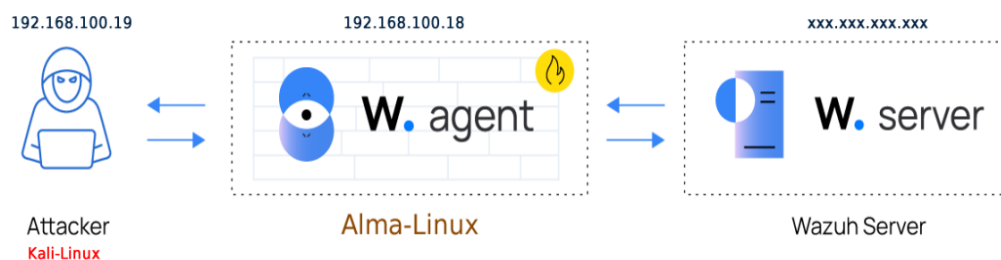 192.168.100.19
192.168.100.18
xxx.xxx.xxx.xxx
W. agent
W. server
Attacker
Kali-Linux
Alma-Linux
Wazuh Server